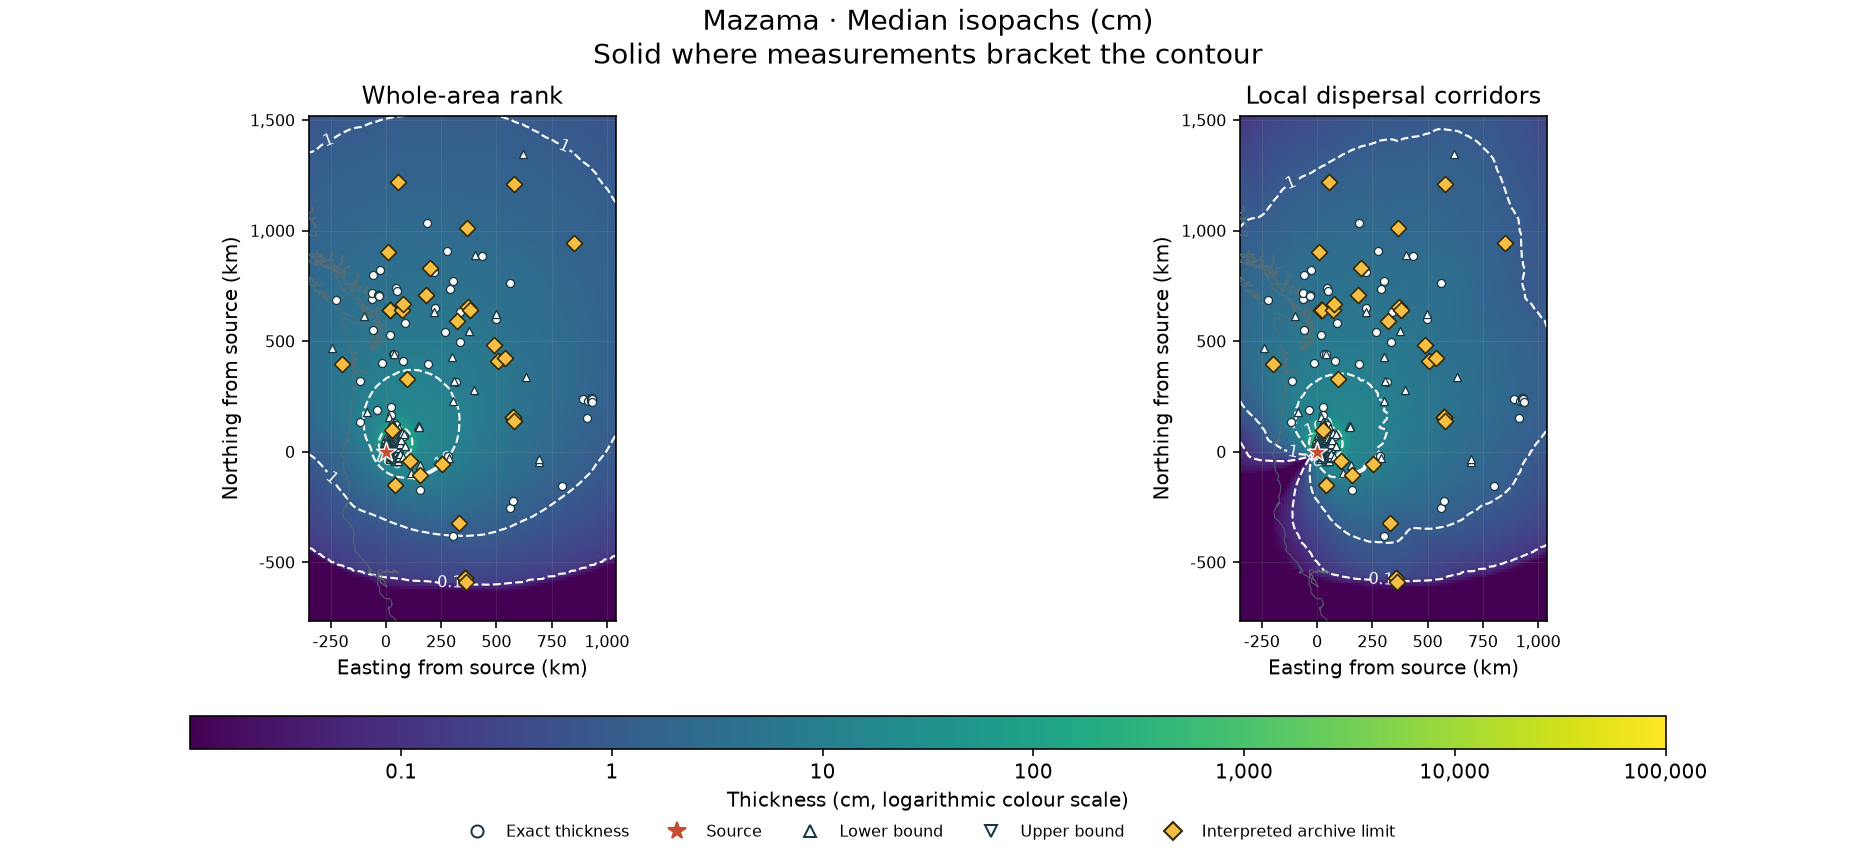 Mazama · Median isopachs (cm)
Solid where measurements bracket the contour
Whole-area rank
Northing from source (km)
1,500
1,000
500
0
-500
1
1
1
0.1
-250
0
250
500
750
1,000
Easting from source (km)
Local dispersal corridors
Northing from source (km)
1,500
1,000
500
0
-500
1
1
1
-250
0
250
500
750
1,000
Easting from source (km)
0.1
1
10
100
1,000
10,000
100,000
Thickness (cm, logarithmic colour scale)
Exact thickness
Source
Lower bound
Upper bound
Interpreted archive limit